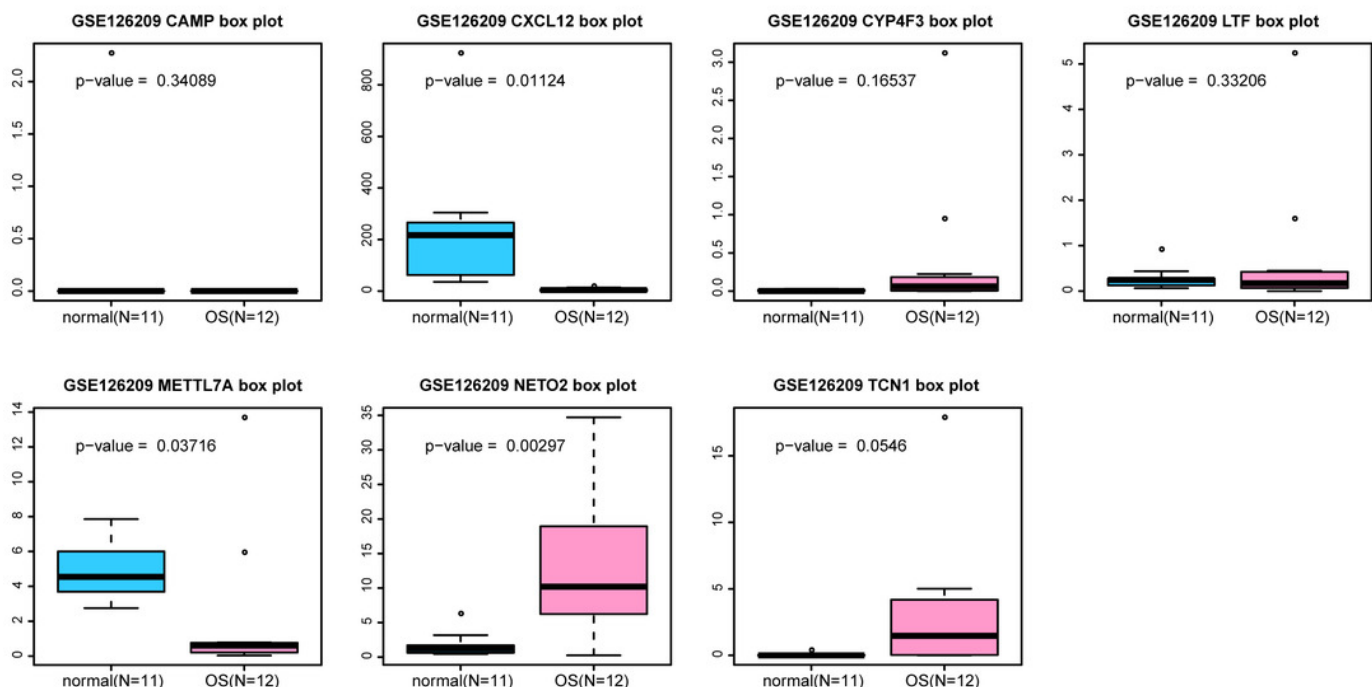 GSE126209 CAMP box plot
p−value = 0.34089
2.0
1.5
1.0
0.5
0.0
normal(N=11) OS(N=12)
GSE126209 CXCL12 box plot
p−value = 0.01124
800
600
400
200
0
normal(N=11) OS(N=12)
GSE126209 CYP4F3 box plot
p−value = 0.16537
3.0
2.5
2.0
1.5
1.0
0.5
0.0
normal(N=11) OS(N=12)
GSE126209 LTF box plot
p−value = 0.33206
5
4
3
2
1
0
normal(N=11) OS(N=12)
GSE126209 METTL7A box plot
p−value = 0.03716
14
12
10
8
6
4
2
0
normal(N=11) OS(N=12)
GSE126209 NETO2 box plot
p−value = 0.00297
35
30
25
20
15
10
5
0
normal(N=11) OS(N=12)
GSE126209 TCN1 box plot
p−value = 0.0546
15
10
5
0
normal(N=11) OS(N=12)